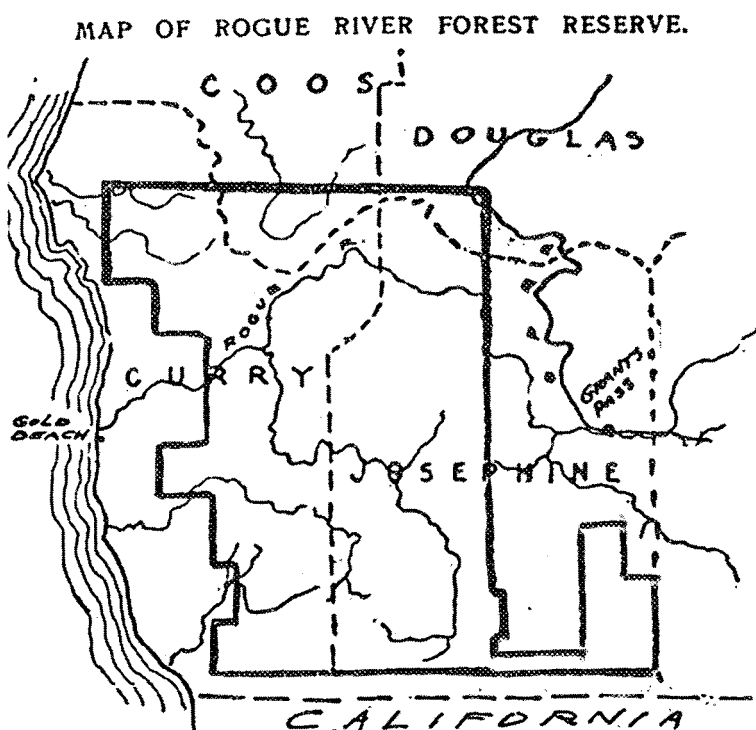 MAP OF ROGUE RIVER FOREST RESERVE.
COOS
DOUGLAS
ROGUE
R
CURRY
GRANTS
PASS
GOLD
BEACH
JOSEPHINE
CALIFORNIA